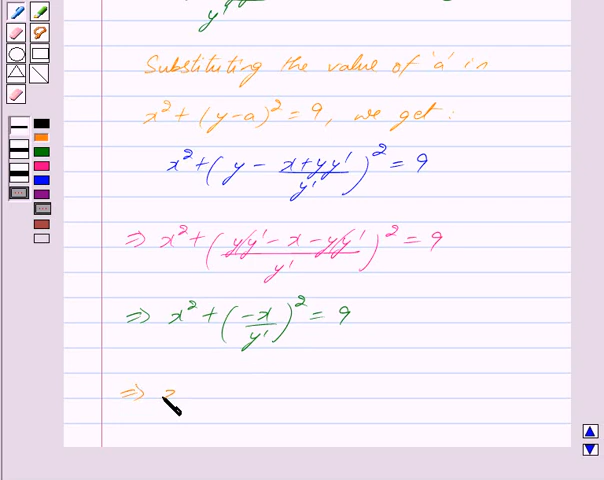 y'
Substituting the value of 'a' in
x² + (y-a)² = 9, we get:
x² + (y - (x + yy')/y')² = 9
⇒ x² + ((yy' - x - yy')/y')² = 9
⇒ x² + (-x/y')² = 9
⇒